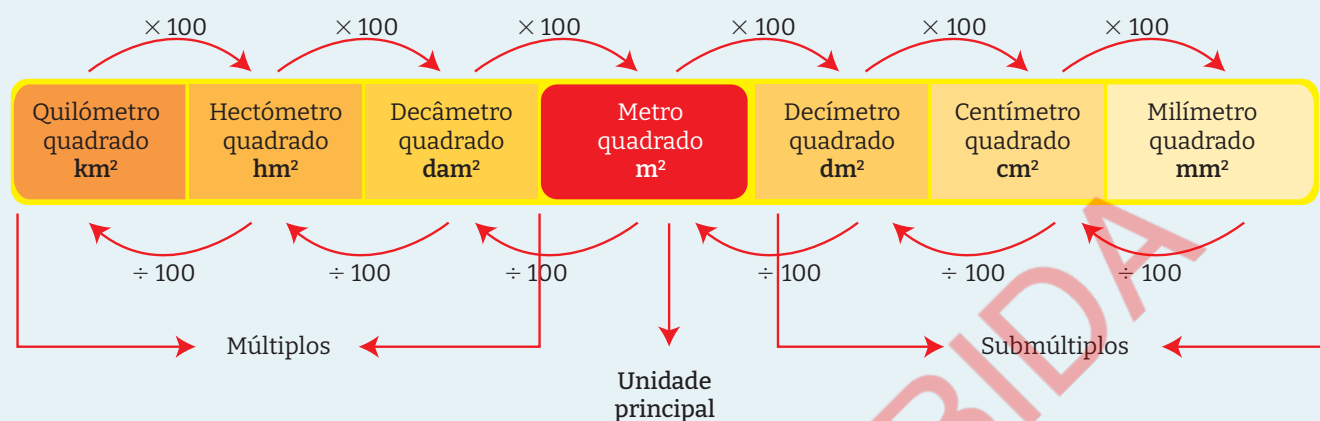 × 100 × 100 × 100 × 100 × 100 × 100
Quilómetro
quadrado
km²
Hectómetro
quadrado
hm²
Decâmetro
quadrado
dam²
Metro
quadrado
m²
Decímetro
quadrado
dm²
Centímetro
quadrado
cm²
Milímetro
quadrado
mm²
÷ 100 ÷ 100 ÷ 100 ÷ 100 ÷ 100 ÷ 100
Múltiplos
Submúltiplos
Unidade
principal
BIDA